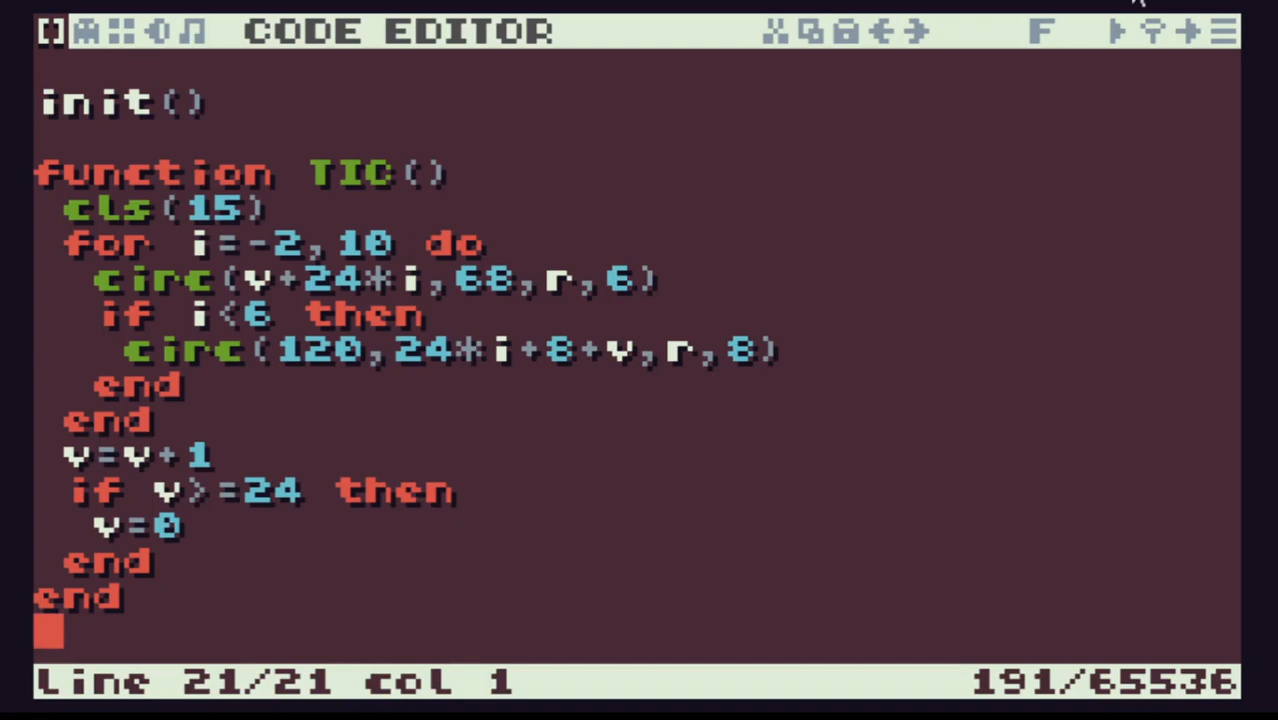 CODE EDITOR F
init()
function TIC()
 cls(15)
 for i=-2,10 do
  circ(v+24*i,68,r,6)
  if i<6 then
   circ(120,24*i+8+v,r,8)
  end
 end
 v=v+1
 if v>=24 then
  v=0
 end
end
line 21/21 col 1 191/65536